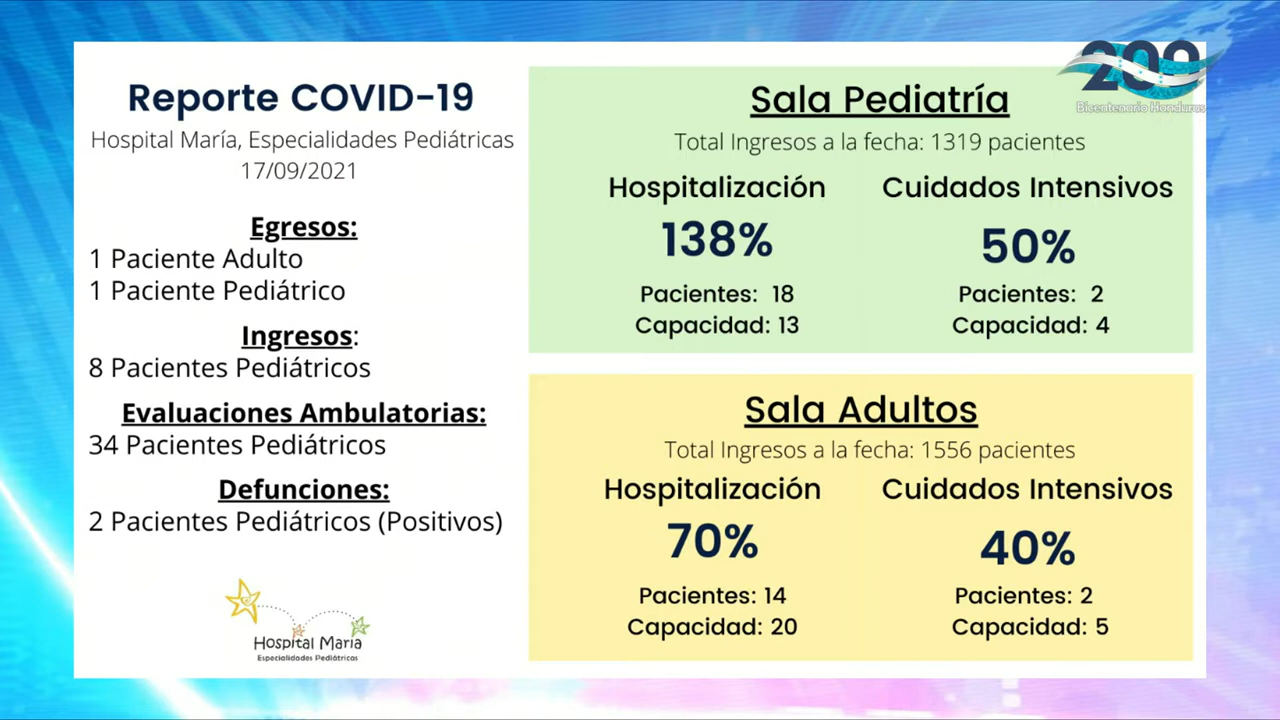 Reporte COVID-19
Hospital María, Especialidades Pediátricas
17/09/2021
Egresos:
1 Paciente Adulto
1 Paciente Pediátrico
Ingresos:
8 Pacientes Pediátricos
Evaluaciones Ambulatorias:
34 Pacientes Pediátricos
Defunciones:
2 Pacientes Pediátricos (Positivos)
Hospital María
Especialidades Pediátricas
200
Bicentenario Honduras
Sala Pediatría
Total Ingresos a la fecha: 1319 pacientes
Hospitalización
138%
Pacientes: 18
Capacidad: 13
Cuidados Intensivos
50%
Pacientes: 2
Capacidad: 4
Sala Adultos
Total Ingresos a la fecha: 1556 pacientes
Hospitalización
70%
Pacientes: 14
Capacidad: 20
Cuidados Intensivos
40%
Pacientes: 2
Capacidad: 5